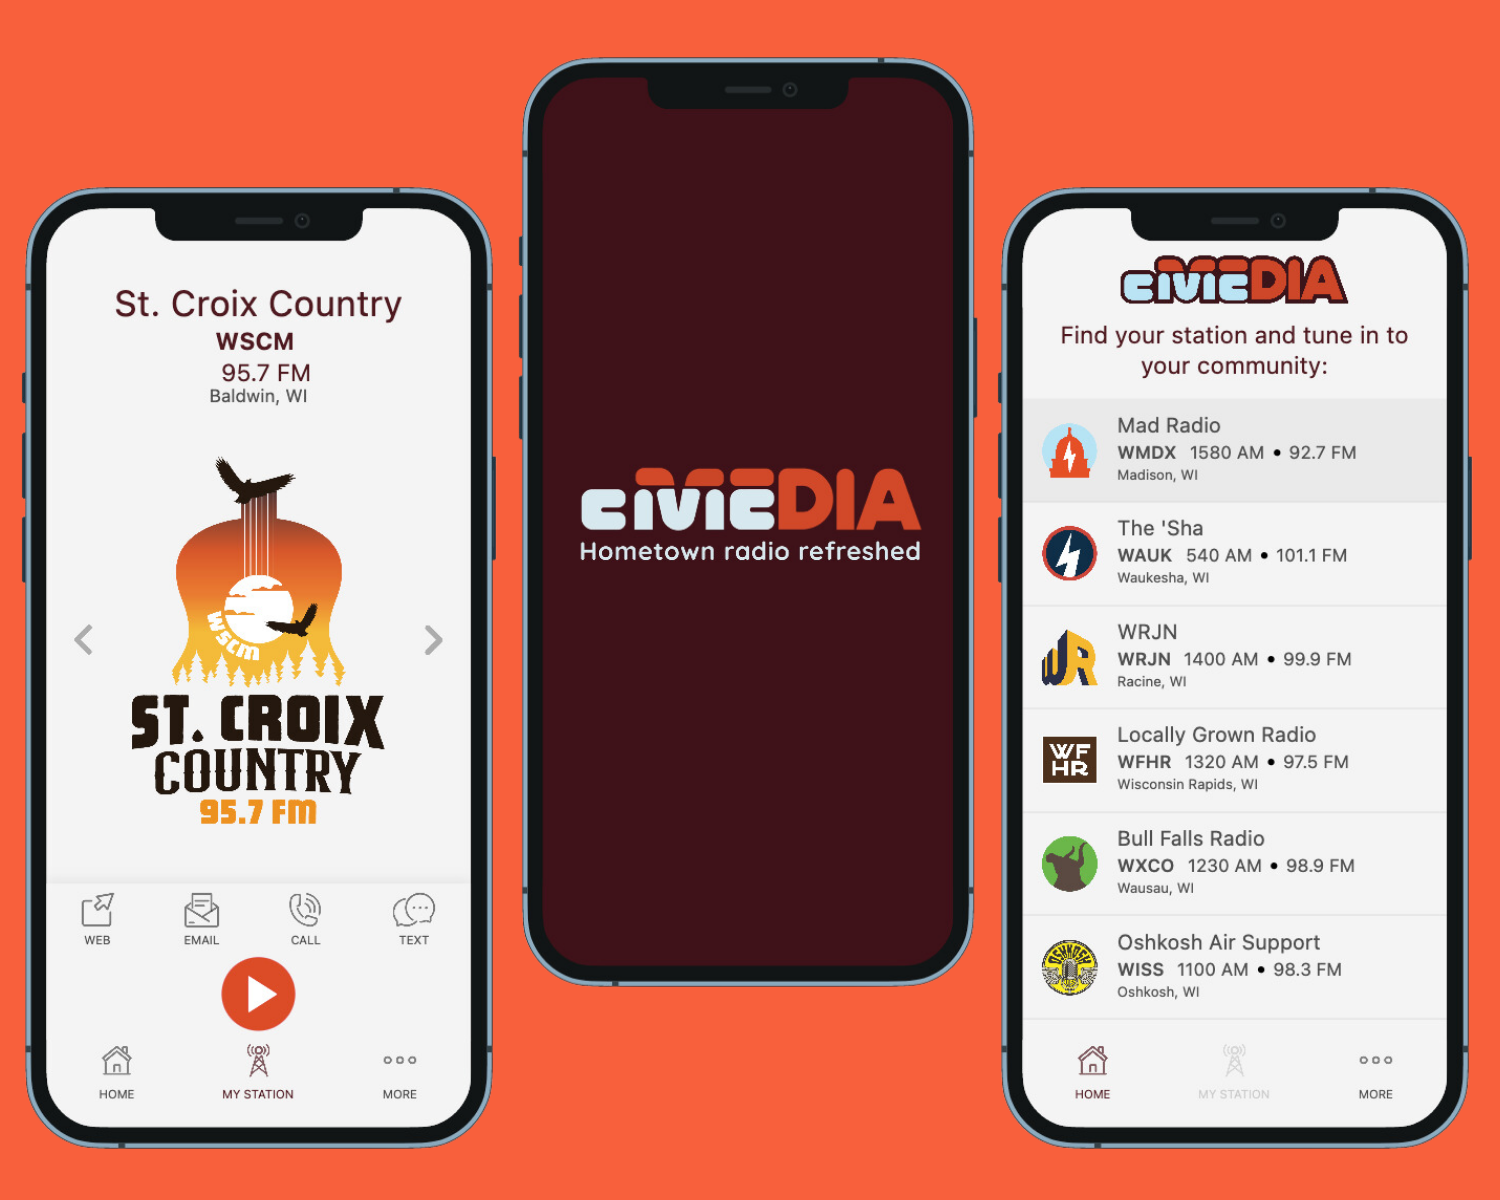 St. Croix Country
WSCM
95.7 FM
Baldwin, WI
wscm
ST. CROIX
COUNTRY
95.7 FM
WEB EMAIL CALL TEXT
HOME MY STATION MORE
CIVIC MEDIA
Hometown radio refreshed
CIVIC MEDIA
Find your station and tune in to
your community:
Mad Radio
WMDX 1580 AM • 92.7 FM
Madison, WI
The 'Sha
WAUK 540 AM • 101.1 FM
Waukesha, WI
WRJN
WRJN 1400 AM • 99.9 FM
Racine, WI
WR
Locally Grown Radio
WFHR 1320 AM • 97.5 FM
Wisconsin Rapids, WI
WF
HR
Bull Falls Radio
WXCO 1230 AM • 98.9 FM
Wausau, WI
Oshkosh Air Support
WISS 1100 AM • 98.3 FM
Oshkosh, WI
OSHKOSH
HOME MY STATION MORE